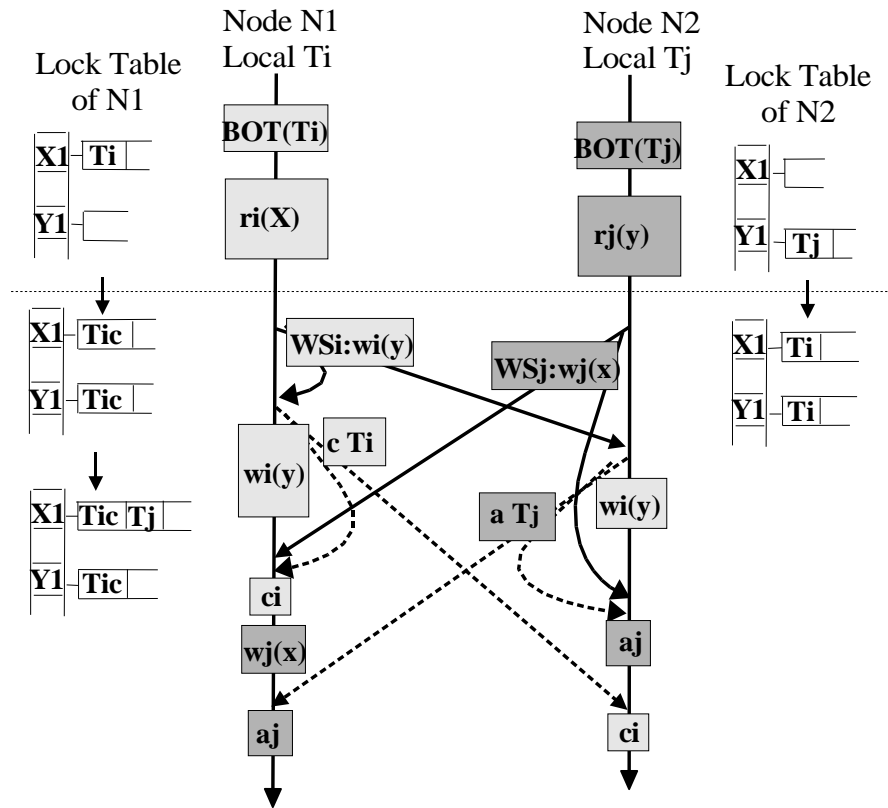 Node N1
Local Ti
Node N2
Local Tj
Lock Table
of N1
Lock Table
of N2
BOT(Ti)
BOT(Tj)
X1 Ti
Y1
ri(X)
rj(y)
X1
Y1 Tj
X1 Tic
Y1 Tic
WSi:wi(y)
WSj:wj(x)
X1 Ti
Y1 Ti
c Ti
wi(y)
a Tj
wi(y)
X1 Tic Tj
Y1 Tic
ci
wj(x)
aj
aj
ci